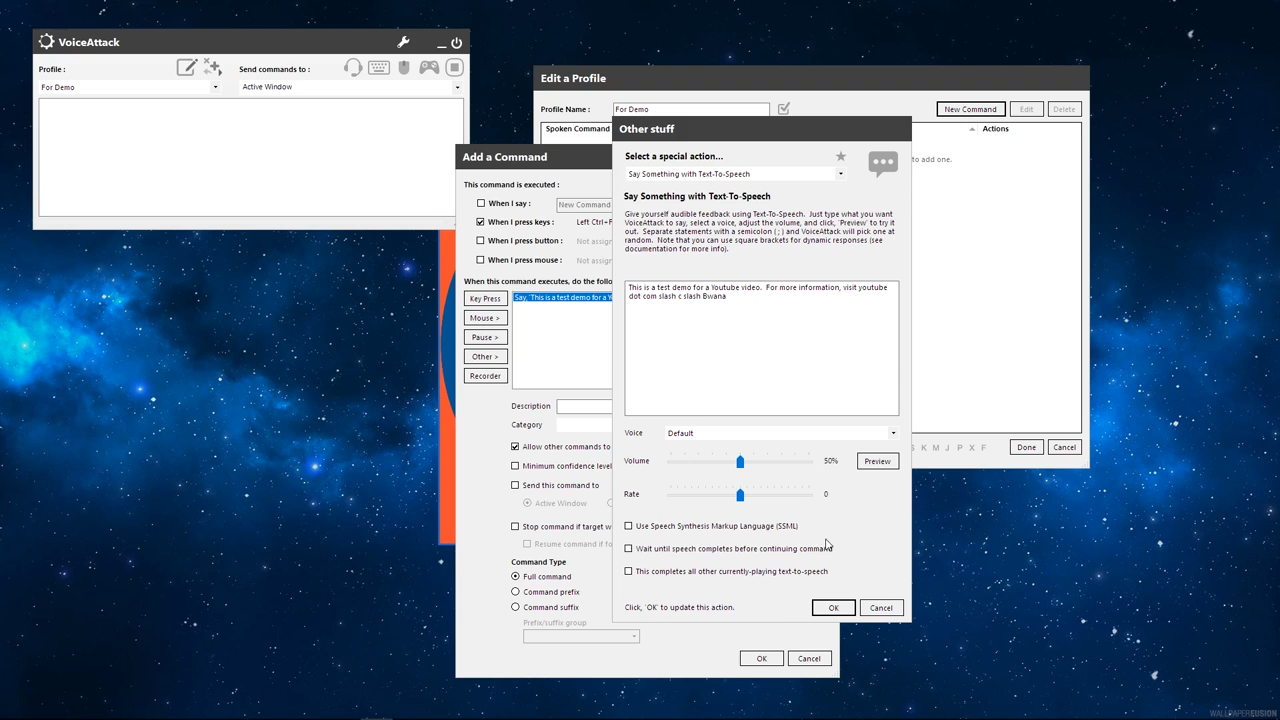 VoiceAttack
Profile :
Send commands to :
For Demo
Active Window
Edit a Profile
Profile Name :
For Demo
New Command
Edit
Delete
Spoken Command
Actions
to add one.
S K M J P X F
Done
Cancel
Add a Command
This command is executed :
When I say :
New Command
When I press keys :
Left Ctrl+F
When I press button :
Not assig
When I press mouse :
Not assig
When this command executes, do the follo
Key Press
Say, 'This is a test demo for a Y
Mouse >
Pause >
Other >
Recorder
Description
Category
Allow other commands to
Minimum confidence level
Send this command to
Active Window
Stop command if target w
Resume command if fo
Command Type
Full command
Command prefix
Command suffix
Prefix/suffix group
OK
Cancel
Other stuff
Select a special action...
Say Something with Text-To-Speech
Say Something with Text-To-Speech
Give yourself audible feedback using Text-To-Speech. Just type what you want
VoiceAttack to say, select a voice, adjust the volume, and click, 'Preview' to try it
out. Separate statements with a semicolon ( ; ) and VoiceAttack will pick one at
random. Note that you can use square brackets for dynamic responses (see
documentation for more info).
This is a test demo for a Youtube video. For more information, visit youtube
dot com slash c slash Bwana
Voice
Default
Volume
50%
Preview
Rate
0
Use Speech Synthesis Markup Language (SSML)
Wait until speech completes before continuing command
This completes all other currently-playing text-to-speech
Click, 'OK' to update this action.
OK
Cancel
WALLPAPERFUSION